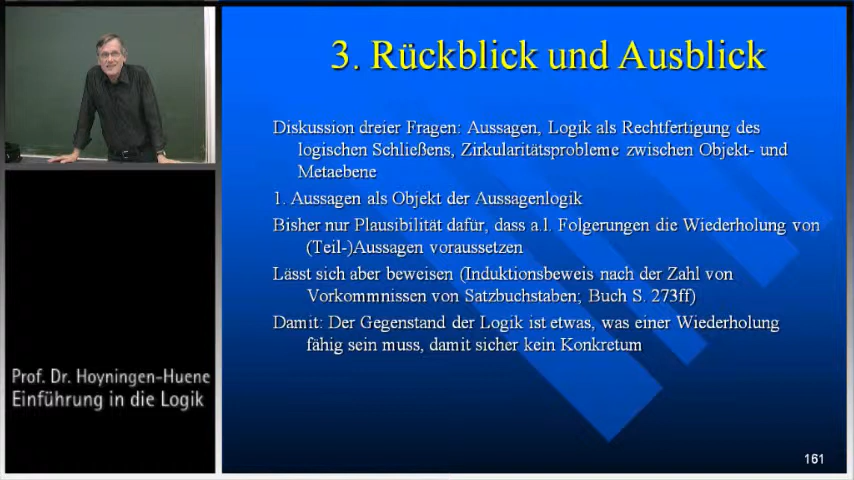 3. Rückblick und Ausblick
Diskussion dreier Fragen: Aussagen, Logik als Rechtfertigung des
logischen Schließens, Zirkularitätsprobleme zwischen Objekt- und
Metaebene
1. Aussagen als Objekt der Aussagenlogik
Bisher nur Plausibilität dafür, dass a.l. Folgerungen die Wiederholung von
(Teil-)Aussagen voraussetzen
Lässt sich aber beweisen (Induktionsbeweis nach der Zahl von
Vorkommnissen von Satzbuchstaben; Buch S. 273ff)
Damit: Der Gegenstand der Logik ist etwas, was einer Wiederholung
fähig sein muss, damit sicher kein Konkretum
Prof. Dr. Hoyningen-Huene
Einführung in die Logik
161